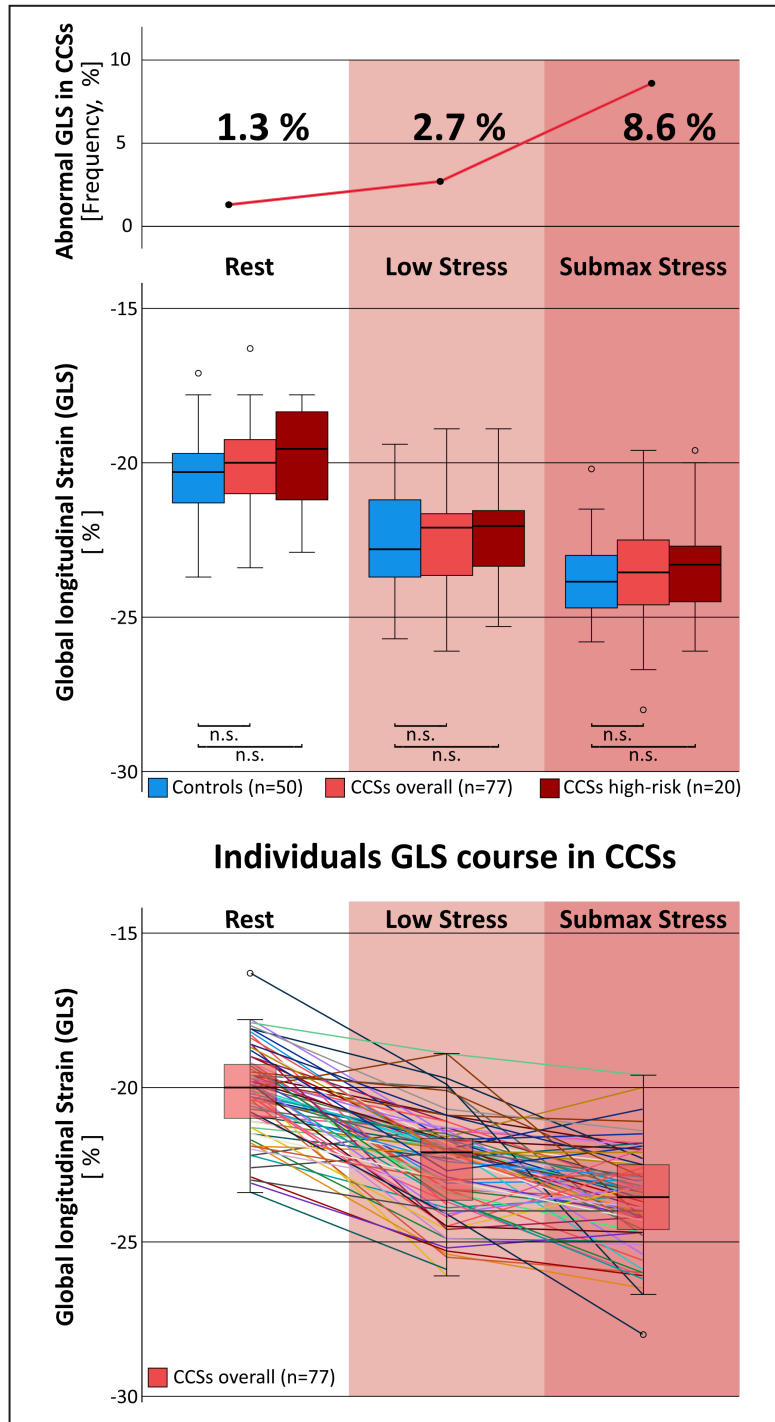 Abnormal GLS in CCSs
[Frequency, %]
10
5
0
1.3 %
2.7 %
8.6 %
Rest
Low Stress
Submax Stress
Global longitudinal Strain (GLS)
[ % ]
-15
-20
-25
-30
n.s.
n.s.
n.s.
n.s.
n.s.
n.s.
Controls (n=50)
CCSs overall (n=77)
CCSs high-risk (n=20)
Individuals GLS course in CCSs
Rest
Low Stress
Submax Stress
Global longitudinal Strain (GLS)
[ % ]
-15
-20
-25
-30
CCSs overall (n=77)